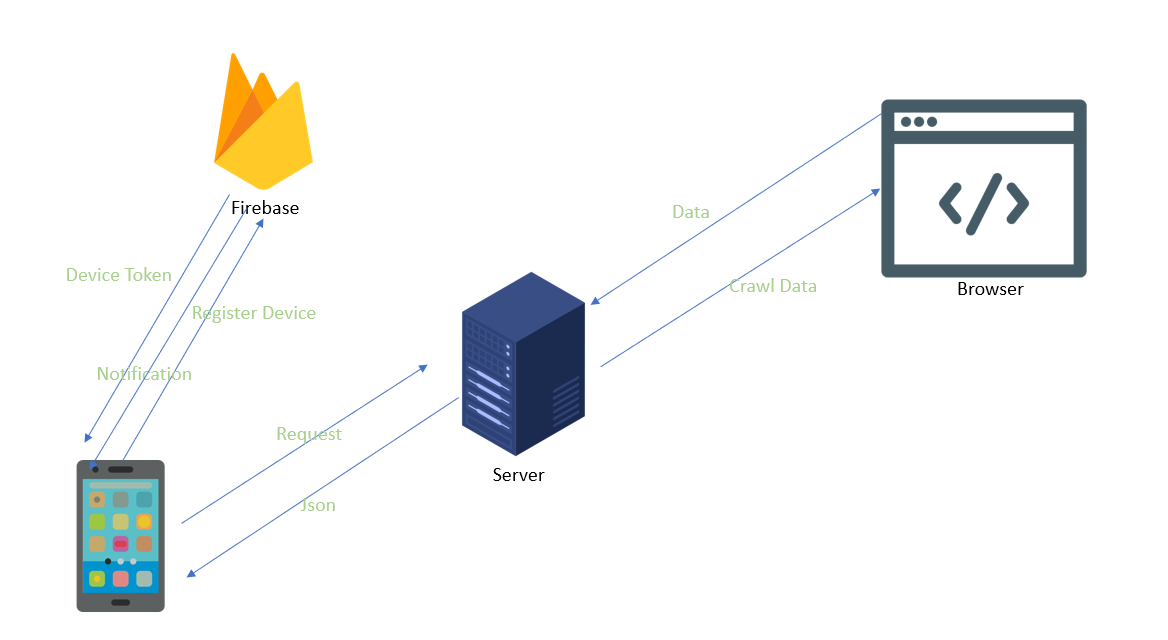 Firebase
Data
Device Token
Crawl Data
Browser
Register Device
Notification
Request
Server
Json